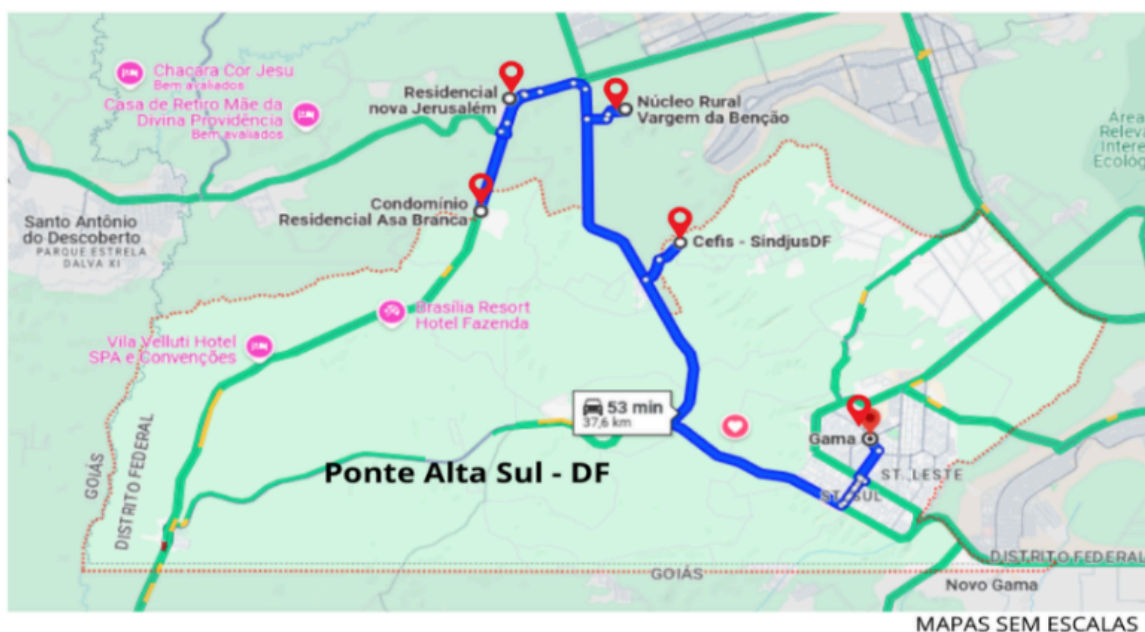 Chacara Cor Jesu
Bem avaliados
Casa de Retiro Mãe da
Divina Providência
Bem avaliados
Residencial
nova Jerusalém
Núcleo Rural
Vargem da Benção
Área
Relev
Intere
Ecológ
Condomínio
Residencial Asa Branca
Santo Antônio
do Descoberto
PARQUE ESTRELA
DALVA XI
Cefis - SindjusDF
Brasília Resort
Hotel Fazenda
Vila Velluti Hotel
SPA e Convenções
53 min
37,6 km
Gama
GOIÁS
DISTRITO FEDERAL
Ponte Alta Sul - DF
ST. LESTE
ST. SUL
DISTRITO FEDERAL
GOIÁS
Novo Gama
MAPAS SEM ESCALAS